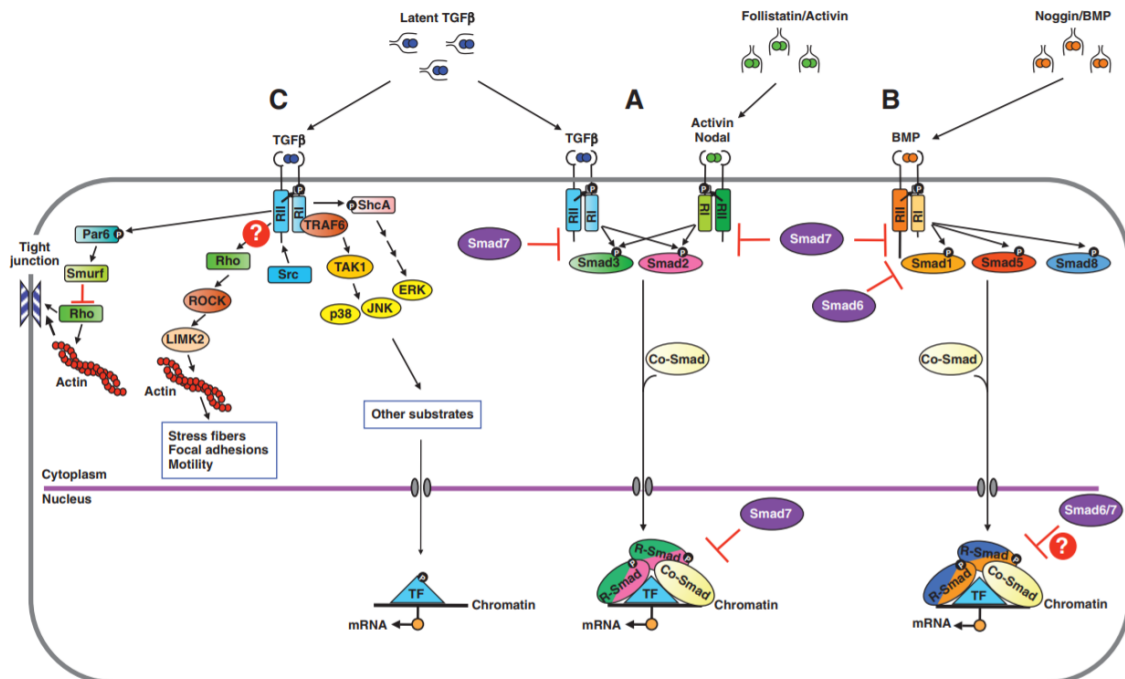 Latent TGFβ
Follistatin/Activin
Noggin/BMP
C
A
B
TGFβ
TGFβ
Activin
Nodal
BMP
P
P
P
P
RII
RI
RII
RI
RI
RII
RII
RI
P
ShcA
TRAF6
?
Par6
P
Tight
junction
Smurf
Rho
Rho
Src
TAK1
ROCK
ERK
JNK
p38
LIMK2
Actin
Actin
Smad7
P
P
Smad3
Smad2
Smad7
P
P
P
Smad1
Smad5
Smad8
Smad6
Co-Smad
Co-Smad
Other substrates
Stress fibers
Focal adhesions
Motility
Cytoplasm
Nucleus
Smad7
Smad6/7
?
P
TF
Chromatin
mRNA
R-Smad
P
P
R-Smad
Co-Smad
TF
Chromatin
mRNA
R-Smad
P
P
R-Smad
Co-Smad
TF
Chromatin
mRNA